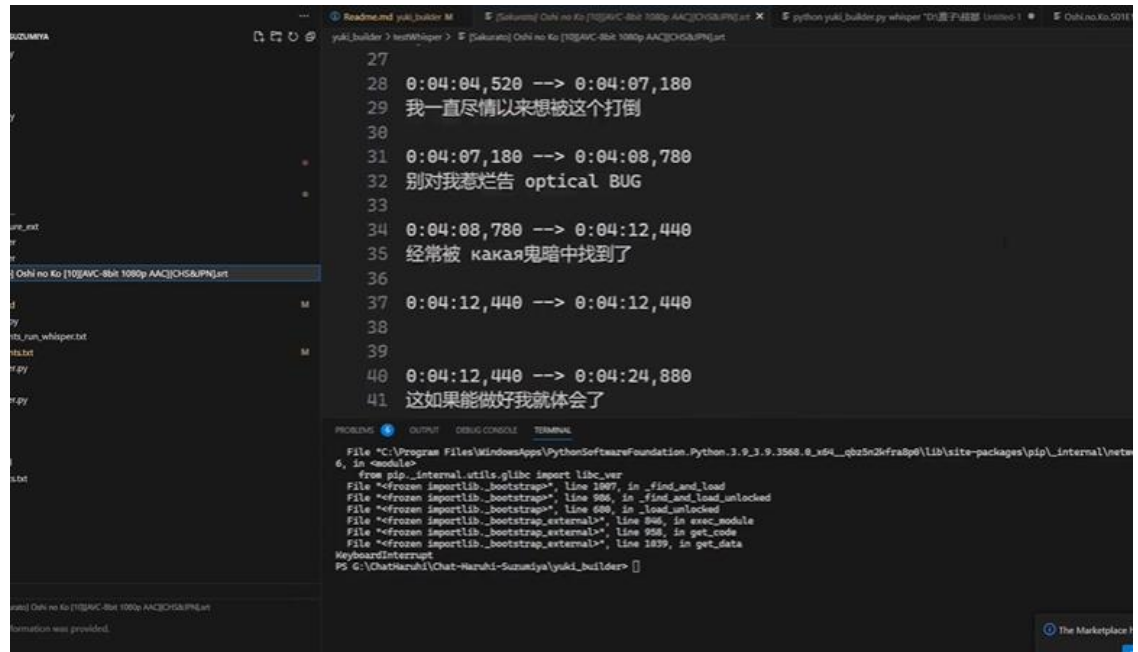 SUZUMIYA
Readme.md yuki_builder M
[Sakurato] Oshi no Ko [10][AVC-8bit 1080p AAC][CHS&JPN].srt
python yuki_builder.py whisper "D:\ Untitled-1
Oshi.no.Ko.S01E1
yuki_builder > testWhisper > [Sakurato] Oshi no Ko [10][AVC-8bit 1080p AAC][CHS&JPN].srt
27
28 0:04:04,520 --> 0:04:07,180
29 我一直尽情以来想被这个打倒
30
31 0:04:07,180 --> 0:04:08,780
32 别对我惹烂告 optical BUG
33
34 0:04:08,780 --> 0:04:12,440
35 经常被 какая鬼暗中找到了
36
37 0:04:12,440 --> 0:04:12,440
38
39
40 0:04:12,440 --> 0:04:24,880
41 这如果能做好我就体会了
ure_ext
] Oshi no Ko [10][AVC-8bit 1080p AAC][CHS&JPN].srt
M
nts_run_whisper.txt
nts.txt M
PROBLEMS 6 OUTPUT DEBUG CONSOLE TERMINAL
File "C:\Program Files\WindowsApps\PythonSoftwareFoundation.Python.3.9_3.9.3568.0_x64__qbz5n2kfra8p0\lib\site-packages\pip\_internal\netw
6, in <module>
from pip._internal.utils.glibc import libc_ver
File "<frozen importlib._bootstrap>", line 1007, in _find_and_load
File "<frozen importlib._bootstrap>", line 986, in _find_and_load_unlocked
File "<frozen importlib._bootstrap>", line 680, in _load_unlocked
File "<frozen importlib._bootstrap_external>", line 846, in exec_module
File "<frozen importlib._bootstrap_external>", line 958, in get_code
File "<frozen importlib._bootstrap_external>", line 1039, in get_data
KeyboardInterrupt
PS G:\ChatHaruhi\Chat-Haruhi-Suzumiya\yuki_builder>
urato] Oshi no Ko [10][AVC-8bit 1080p AAC][CHS&JPN].srt
formation was provided.
The Marketplace h